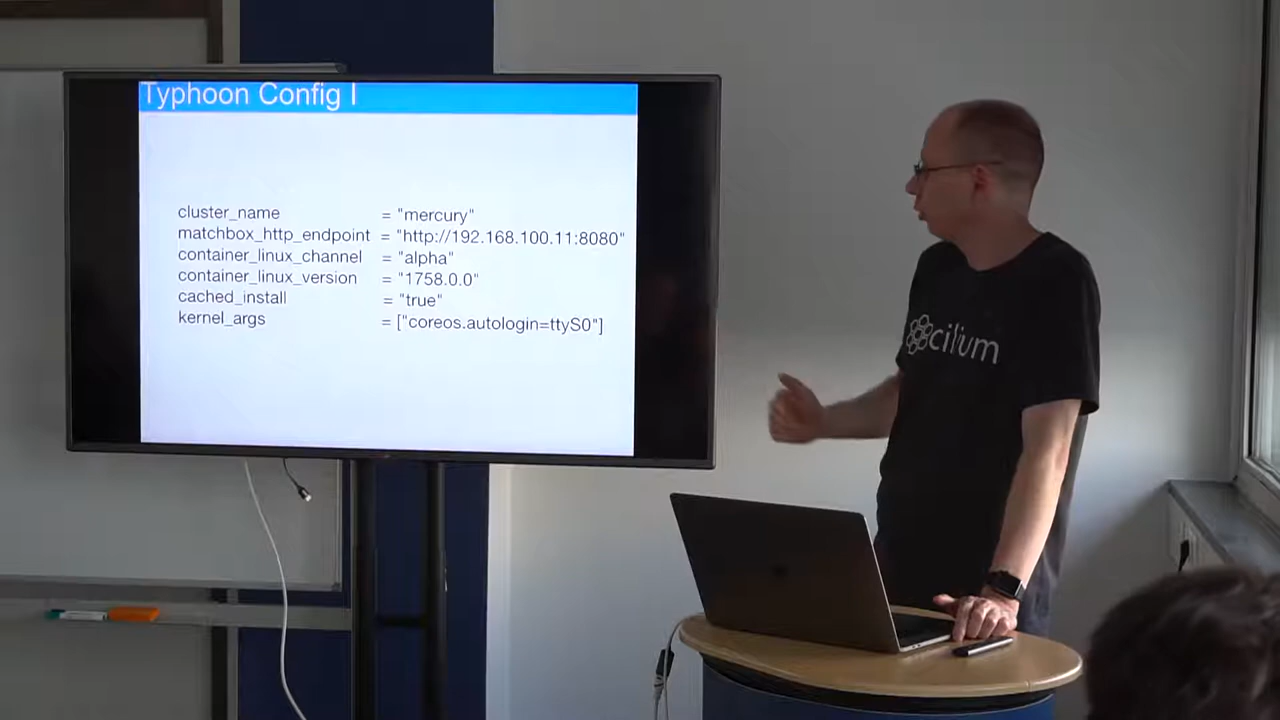 Typhoon Config I
cluster_name = "mercury"
matchbox_http_endpoint = "http://192.168.100.11:8080"
container_linux_channel = "alpha"
container_linux_version = "1758.0.0"
cached_install = "true"
kernel_args = ["coreos.autologin=ttyS0"]
cilium